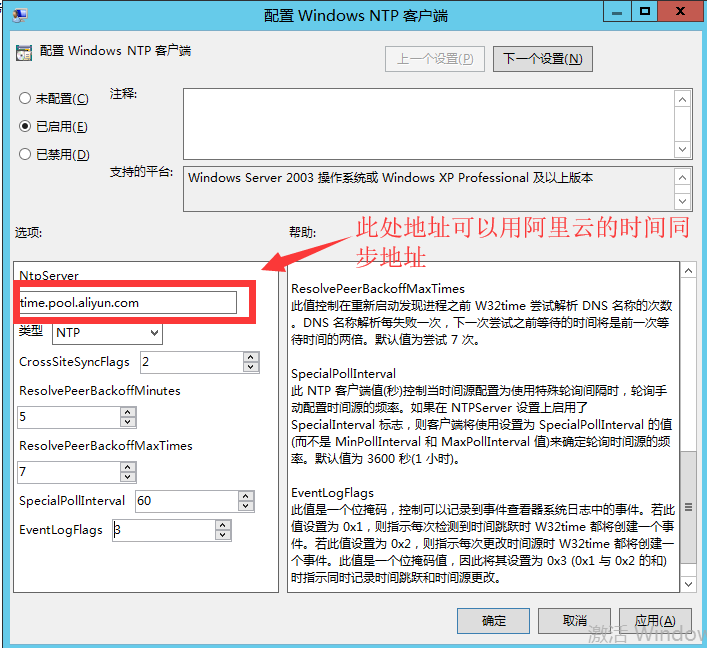 配置 Windows NTP 客户端
配置 Windows NTP 客户端
上一个设置(P)
下一个设置(N)
未配置(C)
注释:
已启用(E)
已禁用(D)
支持的平台:
Windows Server 2003 操作系统或 Windows XP Professional 及以上版本
选项:
帮助:
此处地址可以用阿里云的时间同
步地址
NtpServer
time.pool.aliyun.com
类型
NTP
CrossSiteSyncFlags
2
ResolvePeerBackoffMinutes
5
ResolvePeerBackoffMaxTimes
7
SpecialPollInterval
60
EventLogFlags
3
ResolvePeerBackoffMaxTimes
此值控制在重新启动发现进程之前 W32time 尝试解析 DNS 名称的次数
。DNS 名称解析每失败一次，下一次尝试之前等待的时间将是前一次等
待时间的两倍。默认值为尝试 7 次。
SpecialPollInterval
此 NTP 客户端值(秒)控制当时间源配置为使用特殊轮询间隔时，轮询手
动配置时间源的频率。如果在 NTPServer 设置上启用了
SpecialInterval 标志，则客户端将使用设置为 SpecialPollInterval 的值
(而不是 MinPollInterval 和 MaxPollInterval 值)来确定轮询时间源的频
率。默认值为 3600 秒(1 小时)。
EventLogFlags
此值是一个位掩码，控制可以记录到事件查看器系统日志中的事件。若此
值设置为 0x1，则指示每次检测到时间跳跃时 W32time 都将创建一个事
件。若此值设置为 0x2，则指示每次更改时间源时 W32time 都将创建一
个事件。此值是一个位掩码值，因此将其设置为 0x3 (0x1 与 0x2 的和)
时指示同时记录时间跳跃和时间源更改。
确定
取消
应用(A)
激活 Window